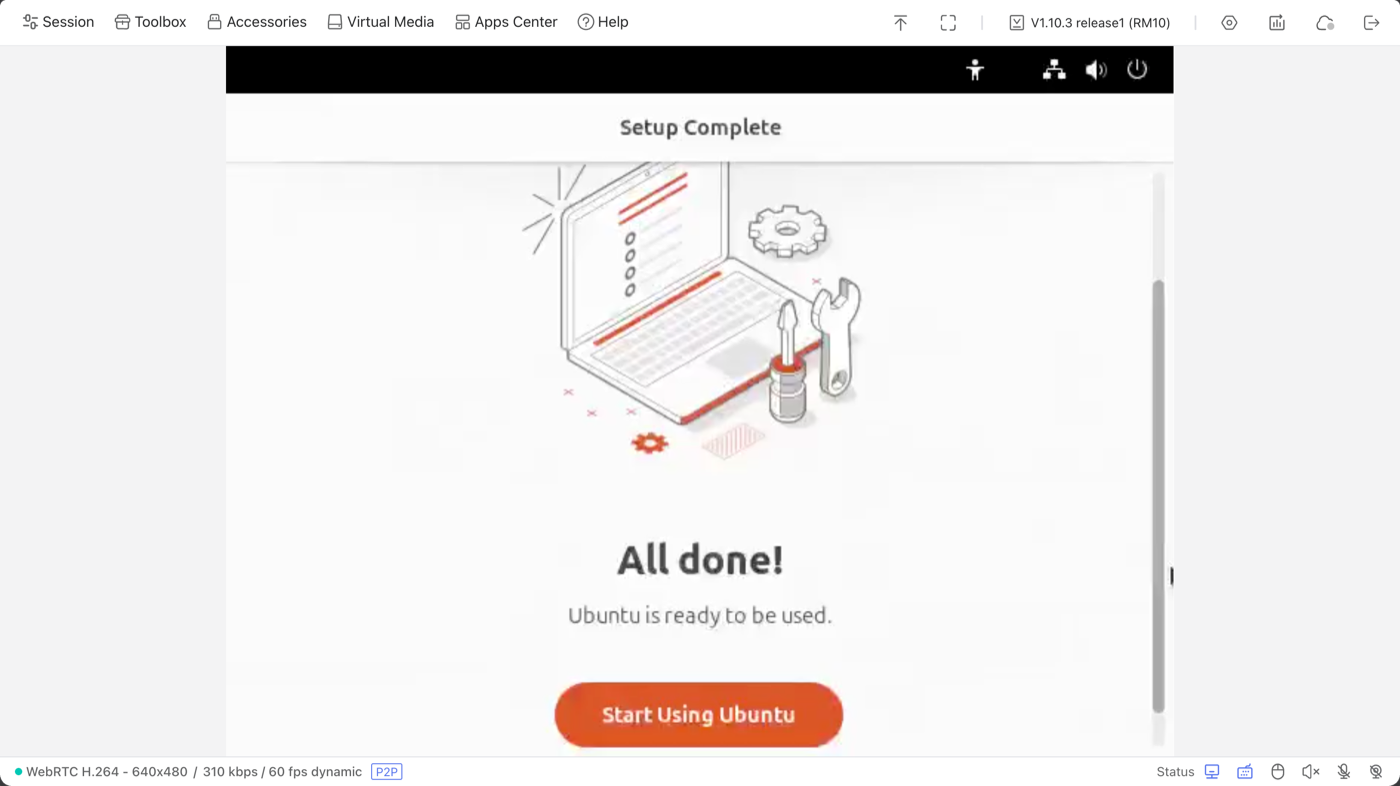 Session Toolbox Accessories Virtual Media Apps Center Help V1.10.3 release1 (RM10)
Setup Complete
All done!
Ubuntu is ready to be used.
Start Using Ubuntu
WebRTC H.264 - 640x480 / 310 kbps / 60 fps dynamic P2P Status